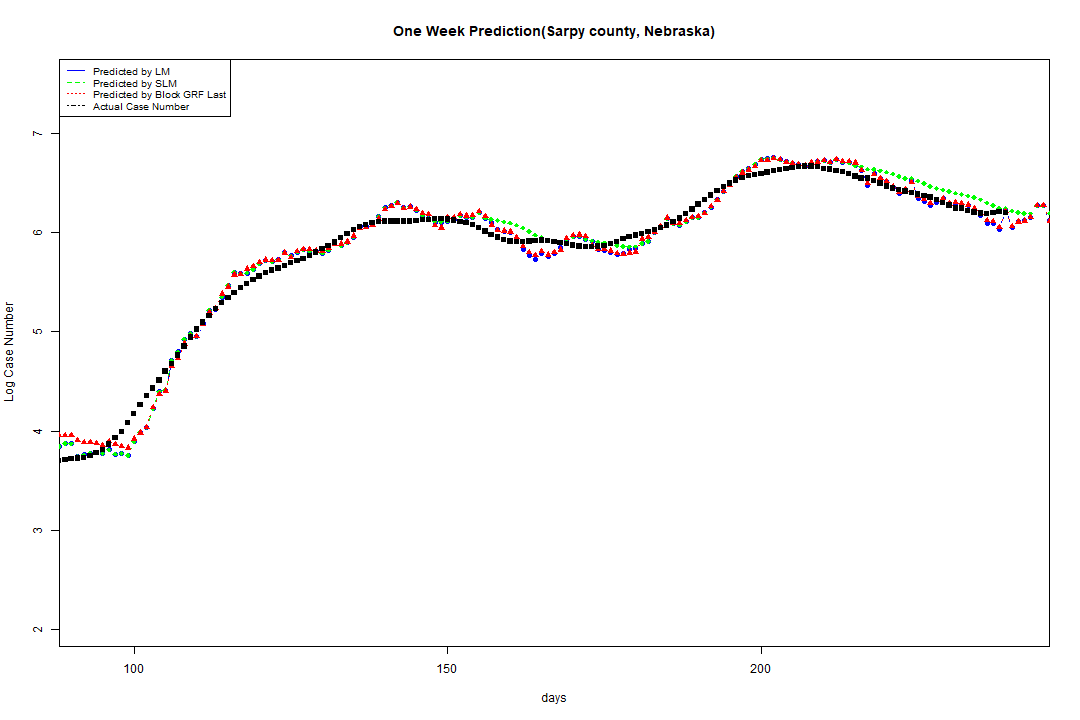 One Week Prediction(Sarpy county, Nebraska)
Predicted by LM
Predicted by SLM
Predicted by Block GRF Last
Actual Case Number
7
6
5
4
3
2
Log Case Number
100 150 200
days